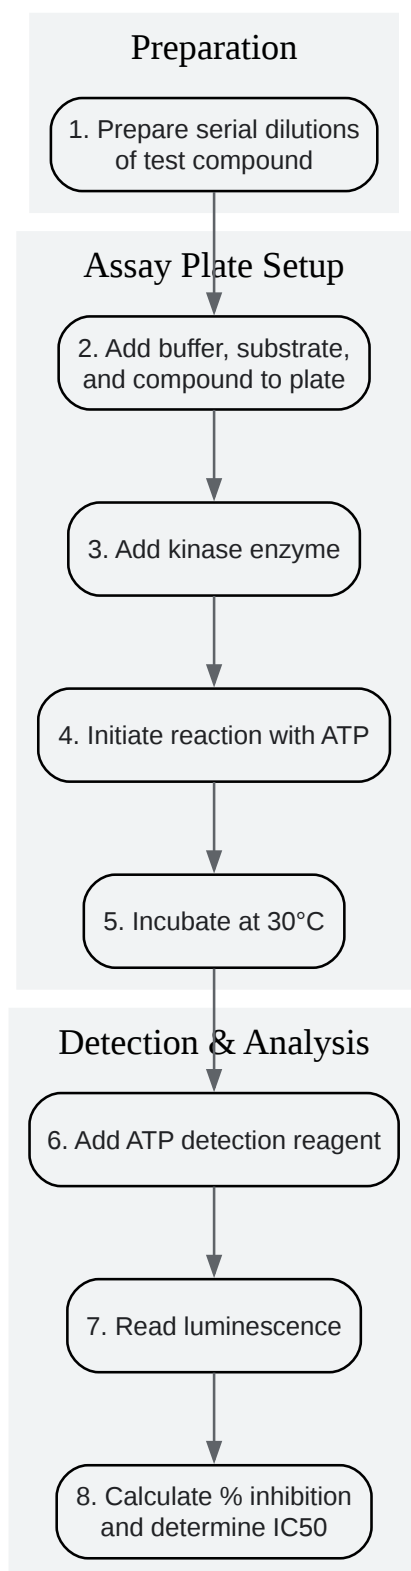 Preparation
1. Prepare serial dilutions
of test compound
Assay Plate Setup
2. Add buffer, substrate,
and compound to plate
3. Add kinase enzyme
4. Initiate reaction with ATP
5. Incubate at 30°C
Detection & Analysis
6. Add ATP detection reagent
7. Read luminescence
8. Calculate % inhibition
and determine IC50